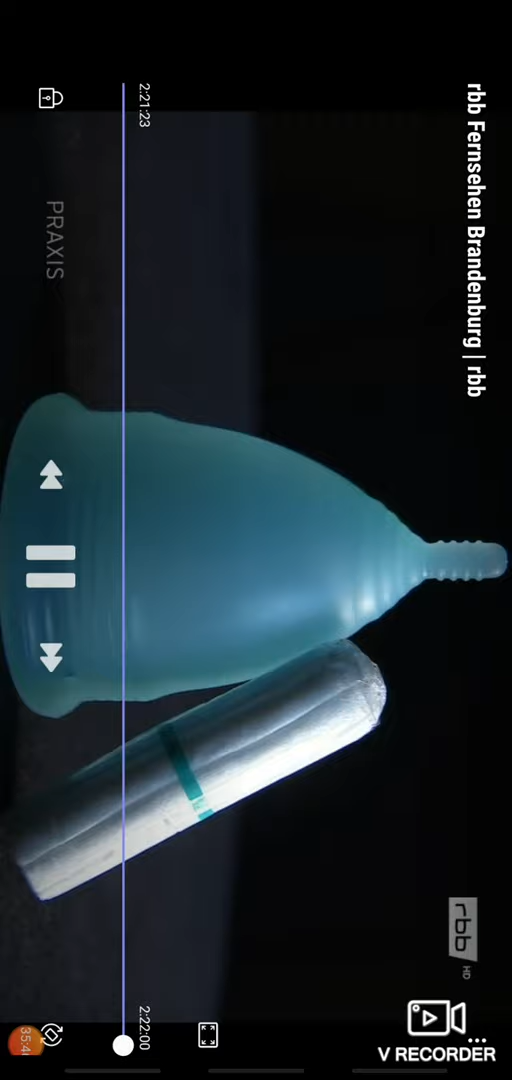 rbb Fernsehen Brandenburg | rbb
2:21:23
PRAXIS
rbb
HD
2:22:00
V RECORDER